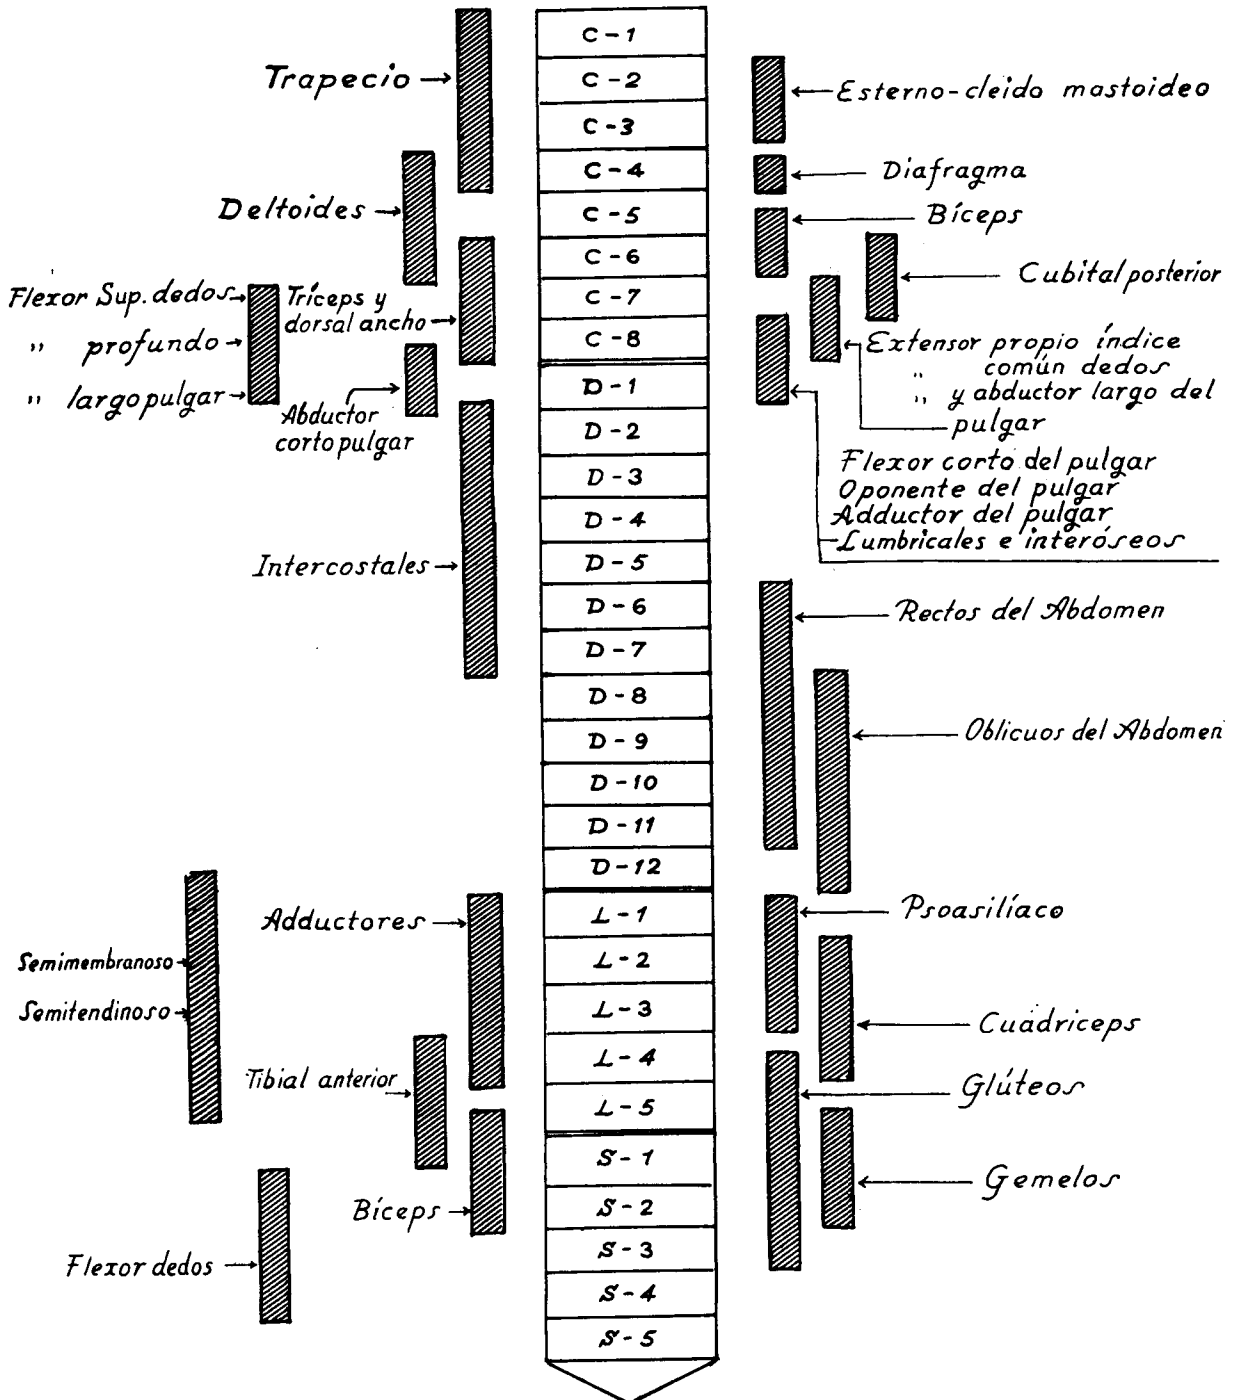 Trapecio
Deltoides
Flexor Sup. dedos
" profundo
" largo pulgar
Tríceps y
dorsal ancho
Abductor
corto pulgar
Intercostales
Semimembranoso
Semitendinoso
Adductores
Tibial anterior
Bíceps
Flexor dedos
C-1
C-2
C-3
C-4
C-5
C-6
C-7
C-8
D-1
D-2
D-3
D-4
D-5
D-6
D-7
D-8
D-9
D-10
D-11
D-12
L-1
L-2
L-3
L-4
L-5
S-1
S-2
S-3
S-4
S-5
Esterno-cleido mastoideo
Diafragma
Bíceps
Cubital posterior
Extensor propio índice
" común dedos
" y abductor largo del
pulgar
Flexor corto del pulgar
Oponente del pulgar
Adductor del pulgar
Lumbricales e interóseos
Rectos del Abdomen
Oblicuos del Abdomen
Psoasilíaco
Cuádriceps
Glúteos
Gemelos